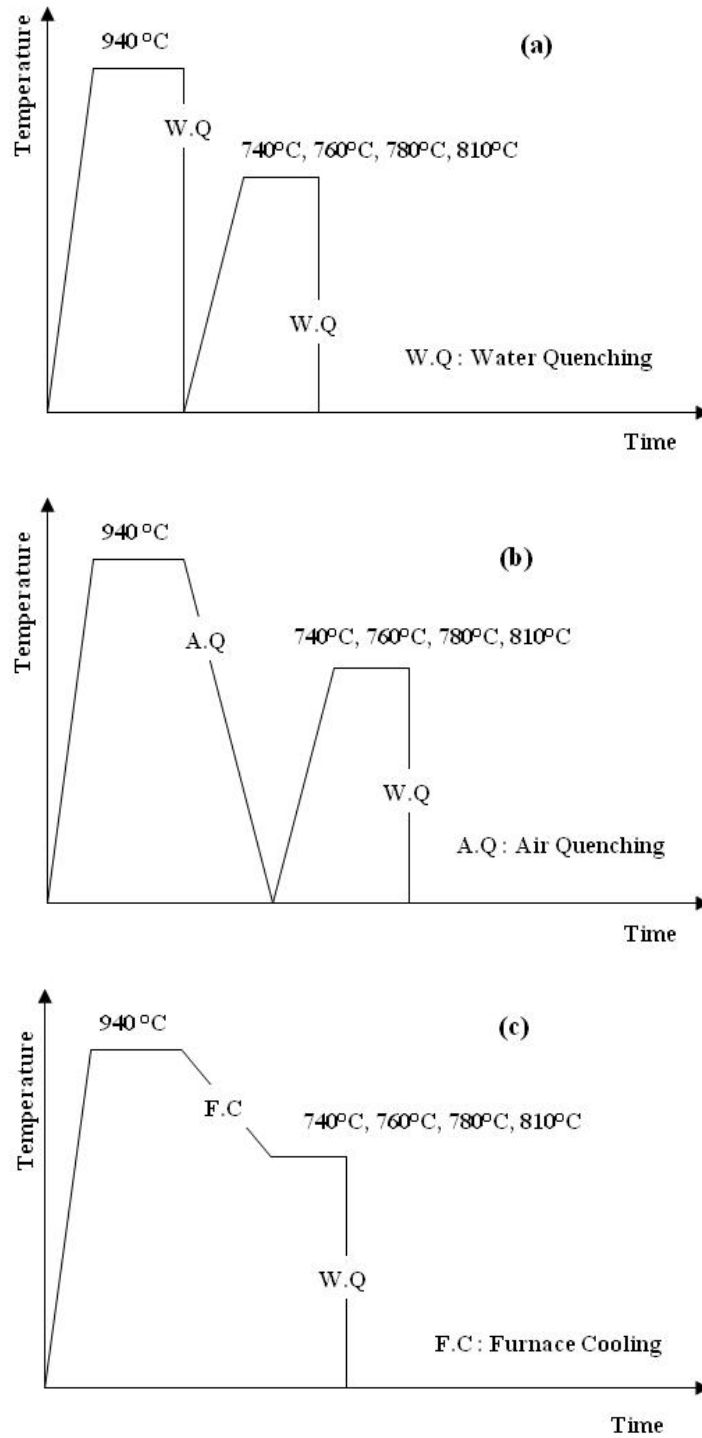 (a)
940 °C
Temperature
W.Q
740°C, 760°C, 780°C, 810°C
W.Q
W.Q : Water Quenching
Time
(b)
940 °C
Temperature
A.Q
740°C, 760°C, 780°C, 810°C
W.Q
A.Q : Air Quenching
Time
(c)
940 °C
Temperature
F.C
740°C, 760°C, 780°C, 810°C
W.Q
F.C : Furnace Cooling
Time